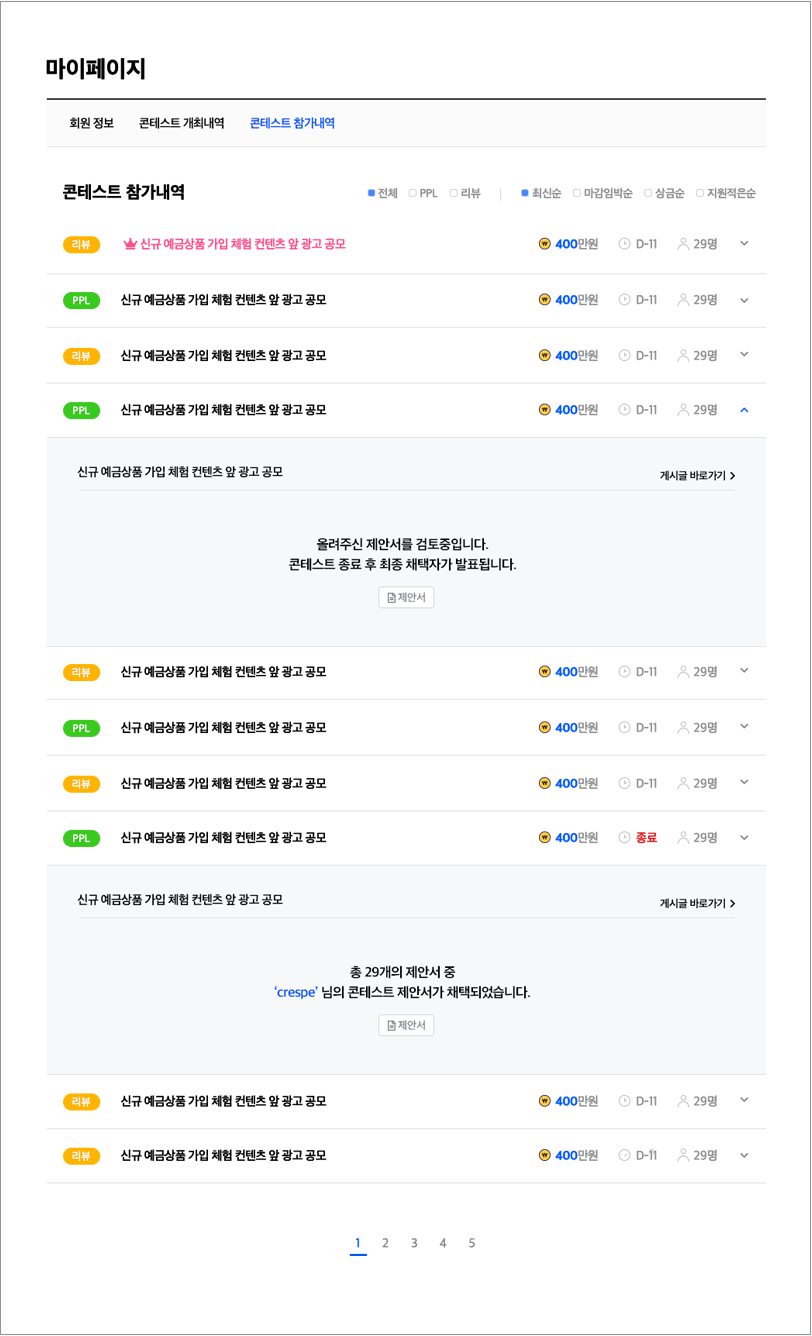 마이페이지
회원 정보 콘테스트 개최내역 콘테스트 참가내역
콘테스트 참가내역 전체 PPL 리뷰 | 최신순 마감임박순 상금순 지원적은순
리뷰 신규 예금상품 가입 체험 컨텐츠 앞 광고 공모 ₩ 400만원 D-11 29명
PPL 신규 예금상품 가입 체험 컨텐츠 앞 광고 공모 ₩ 400만원 D-11 29명
리뷰 신규 예금상품 가입 체험 컨텐츠 앞 광고 공모 ₩ 400만원 D-11 29명
PPL 신규 예금상품 가입 체험 컨텐츠 앞 광고 공모 ₩ 400만원 D-11 29명
신규 예금상품 가입 체험 컨텐츠 앞 광고 공모 게시글 바로가기 >
올려주신 제안서를 검토중입니다.
콘테스트 종료 후 최종 채택자가 발표됩니다.
제안서
리뷰 신규 예금상품 가입 체험 컨텐츠 앞 광고 공모 ₩ 400만원 D-11 29명
PPL 신규 예금상품 가입 체험 컨텐츠 앞 광고 공모 ₩ 400만원 D-11 29명
리뷰 신규 예금상품 가입 체험 컨텐츠 앞 광고 공모 ₩ 400만원 D-11 29명
PPL 신규 예금상품 가입 체험 컨텐츠 앞 광고 공모 ₩ 400만원 종료 29명
신규 예금상품 가입 체험 컨텐츠 앞 광고 공모 게시글 바로가기 >
총 29개의 제안서 중
‘crespe’ 님의 콘테스트 제안서가 채택되었습니다.
제안서
리뷰 신규 예금상품 가입 체험 컨텐츠 앞 광고 공모 ₩ 400만원 D-11 29명
리뷰 신규 예금상품 가입 체험 컨텐츠 앞 광고 공모 ₩ 400만원 D-11 29명
1 2 3 4 5